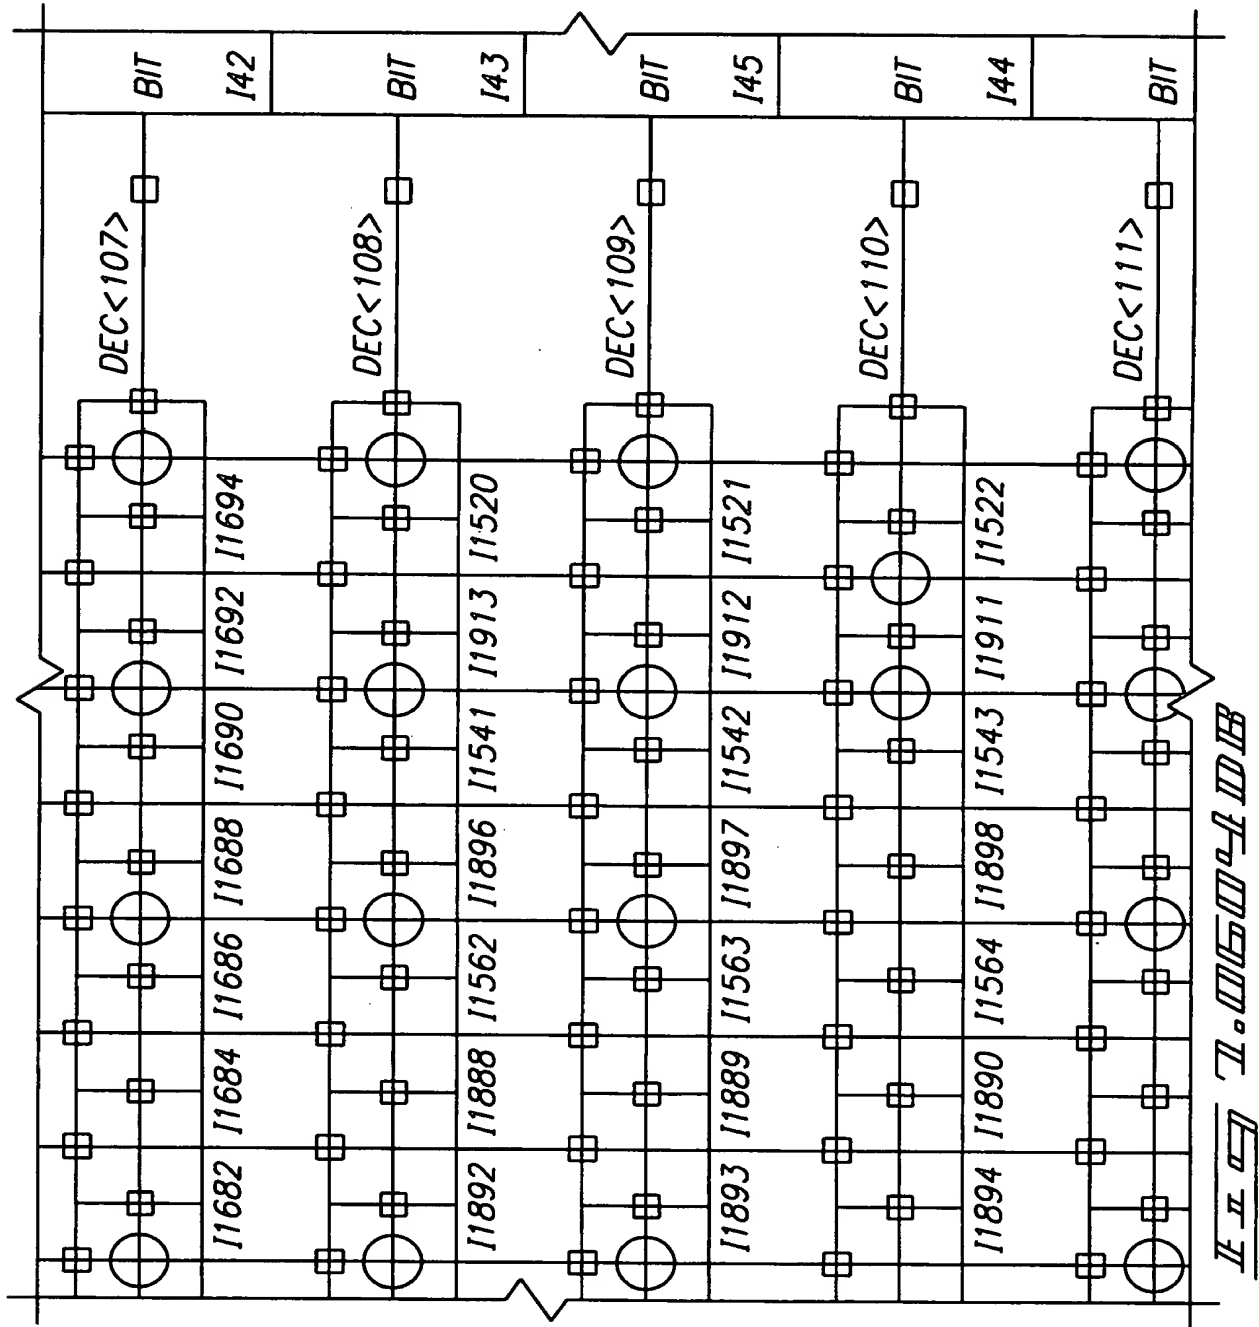 BIT
I42
BIT
I43
BIT
I45
BIT
I44
BIT
DEC<107>
DEC<108>
DEC<109>
DEC<110>
DEC<111>
I1682 I1684 I1686 I1688 I1690 I1692 I1694
I1892 I1888 I1562 I1896 I1541 I1913 I1520
I1893 I1889 I1563 I1897 I1542 I1912 I1521
I1894 I1890 I1564 I1898 I1543 I1911 I1522